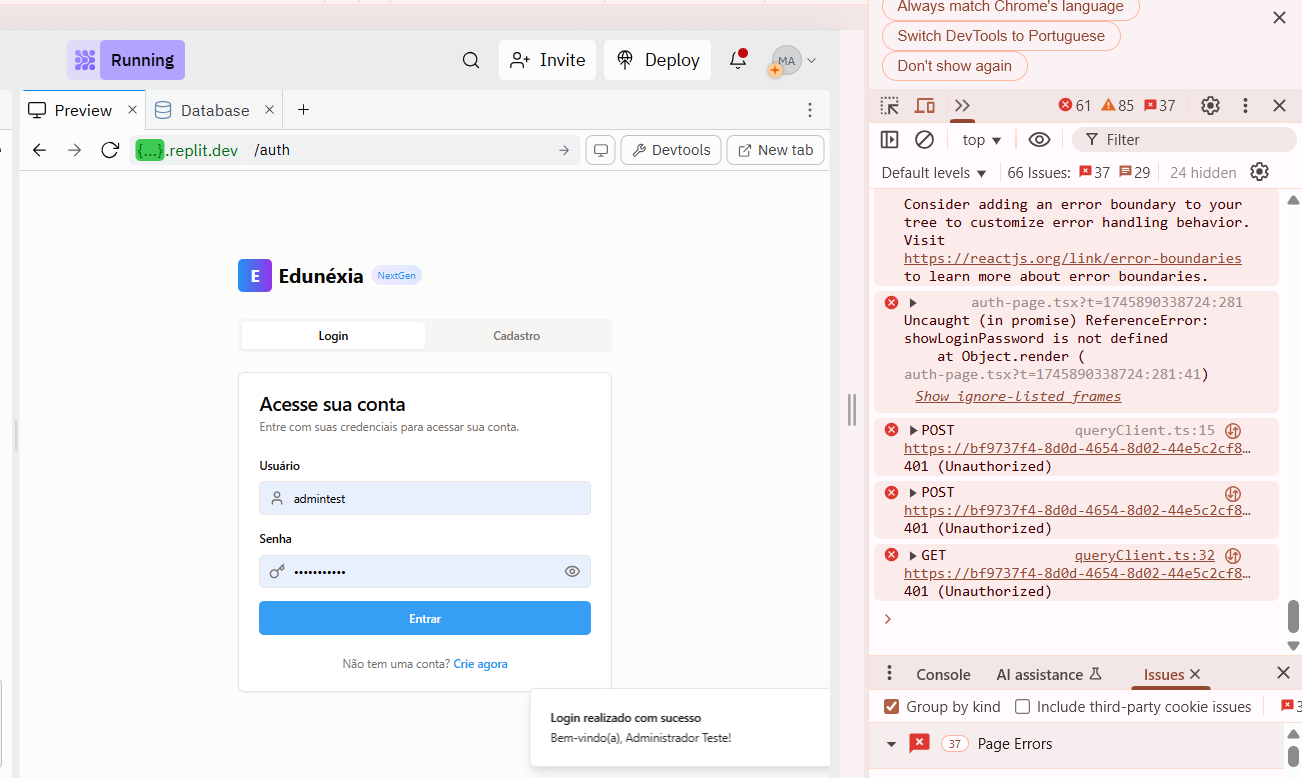 Always match Chrome's language
Switch DevTools to Portuguese
Don't show again
Running
Invite
Deploy
MA
Preview
Database
{...}.replit.dev /auth
Devtools
New tab
E Edunéxia NextGen
Login
Cadastro
Acesse sua conta
Entre com suas credenciais para acessar sua conta.
Usuário
admintest
Senha
•••••••••••
Entrar
Não tem uma conta? Crie agora
Login realizado com sucesso
Bem-vindo(a), Administrador Teste!
61 85 37
top
Filter
Default levels
66 Issues: 37 29
24 hidden
Consider adding an error boundary to your
tree to customize error handling behavior.
Visit
https://reactjs.org/link/error-boundaries
to learn more about error boundaries.
auth-page.tsx?t=1745890338724:281
Uncaught (in promise) ReferenceError:
showLoginPassword is not defined
at Object.render (
auth-page.tsx?t=1745890338724:281:41)
Show ignore-listed frames
POST queryClient.ts:15
https://bf9737f4-8d0d-4654-8d02-44e5c2cf8…
401 (Unauthorized)
POST
https://bf9737f4-8d0d-4654-8d02-44e5c2cf8…
401 (Unauthorized)
GET queryClient.ts:32
https://bf9737f4-8d0d-4654-8d02-44e5c2cf8…
401 (Unauthorized)
Console
AI assistance
Issues
Group by kind
Include third-party cookie issues
37 Page Errors